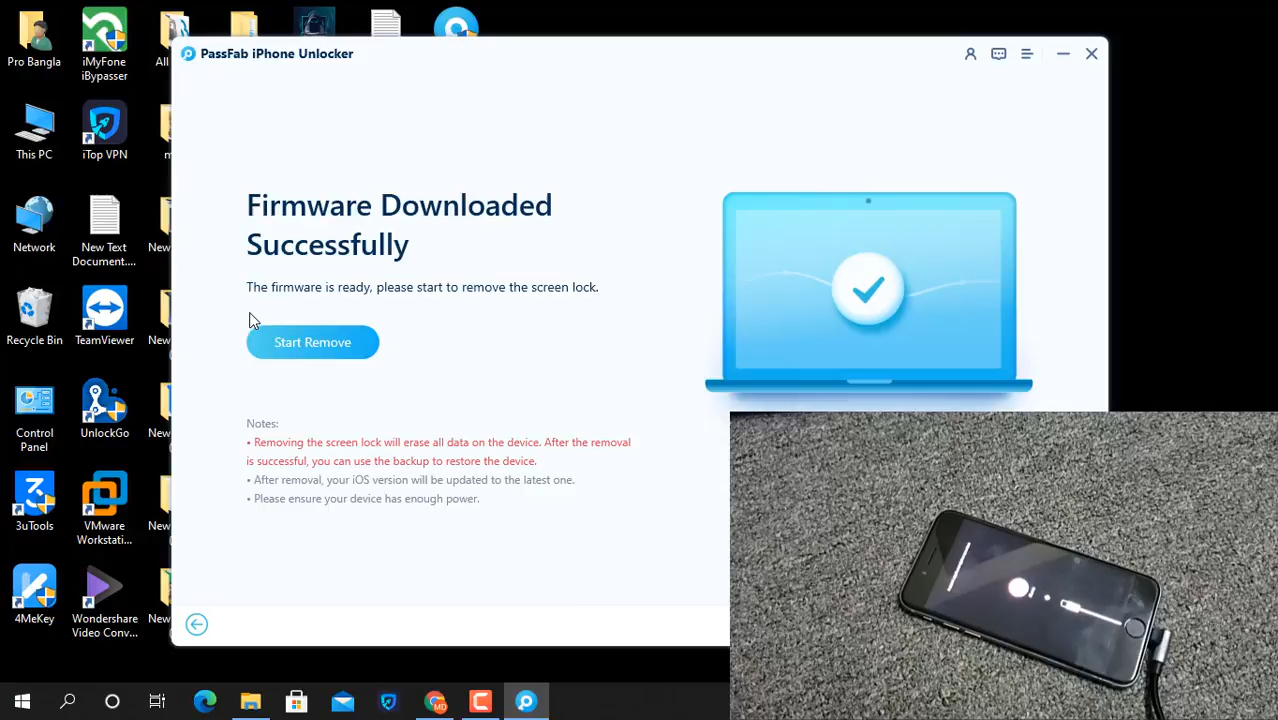 Pro Bangla
iMyFone
iBypasser
All
PassFab iPhone Unlocker
This PC
iTop VPN
m
Firmware Downloaded
Successfully
The firmware is ready, please start to remove the screen lock.
Start Remove
Network
New Text
Document....
New
Recycle Bin
TeamViewer
New
Control
Panel
UnlockGo
New
Notes:
• Removing the screen lock will erase all data on the device. After the removal
is successful, you can use the backup to restore the device.
• After removal, your iOS version will be updated to the latest one.
• Please ensure your device has enough power.
3uTools
VMware
Workstati...
New
4MeKey
Wondershare
Video Conv...
New
MD